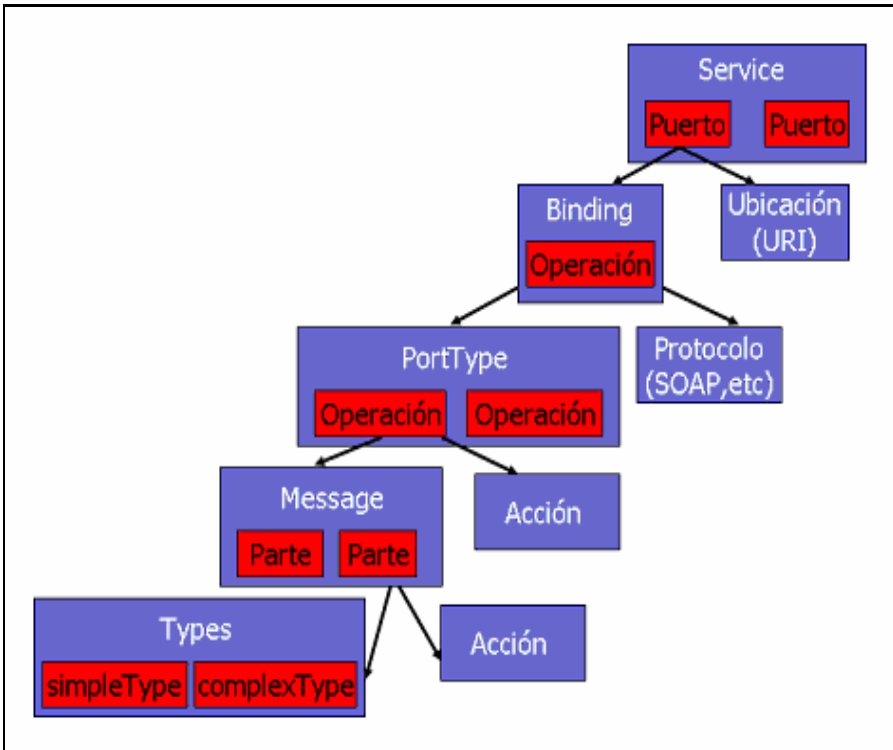 Service
Puerto Puerto
Binding
Operación
Ubicación
(URI)
PortType
Operación Operación
Protocolo
(SOAP,etc)
Message
Parte Parte
Acción
Types
simpleType complexType
Acción